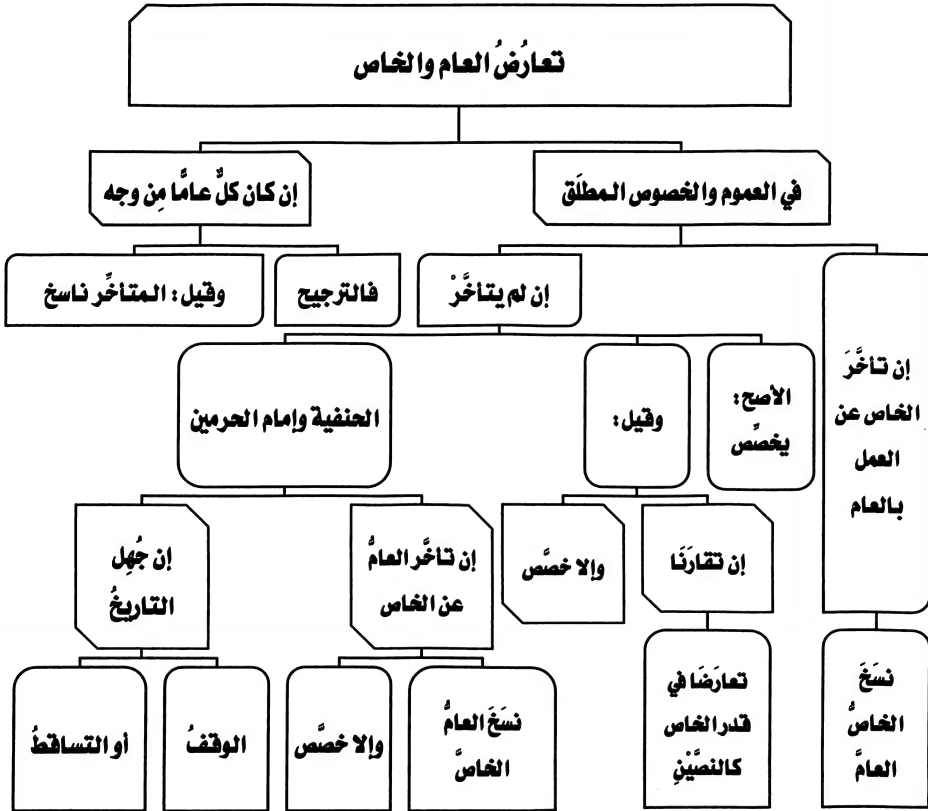 تعارُضُ العام والخاص
في العموم والخصوص المطلَق
إن كان كلٌّ عامًّا مِن وجه
إن تأخَّرَ
الخاص عن
العمل
بالعام
إن لم يتأخَّرْ
فالترجيح
وقيل: المتأخِّر ناسخ
الأصح:
يخصِّص
وقيل:
الحنفية وإمام الحرمين
إن تقارَنَا
وإلا خصَّص
إن تأخَّر العامُّ
عن الخاص
إن جُهِل
التاريخُ
نسَخَ
الخاصُّ
العامَّ
تعارَضَا في
قدر الخاص
كالنصَّيْنِ
نسَخَ العامُّ
الخاصَّ
وإلا خصَّص
الوقفُ
أو التساقطُ